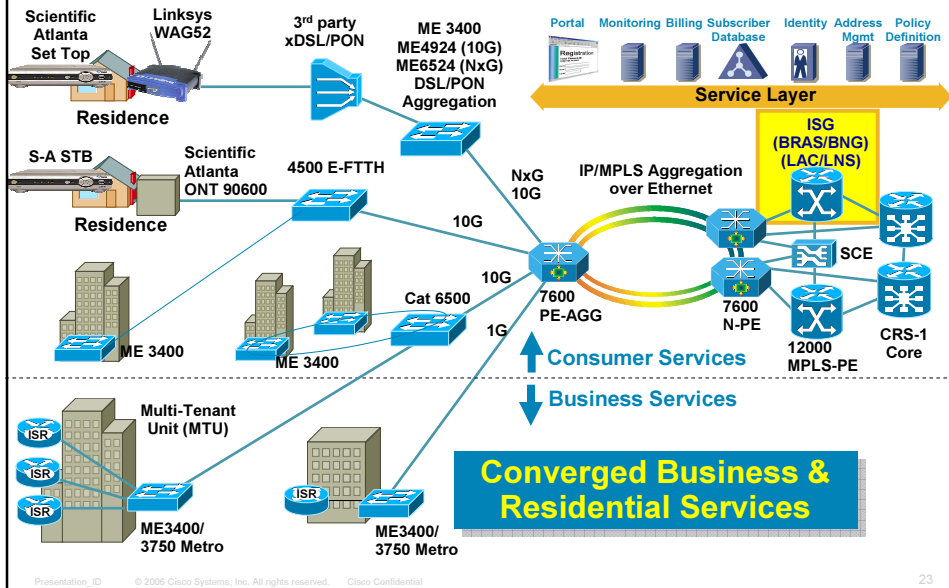 Scientific
Atlanta
Set Top
Linksys
WAG52
3rd party
xDSL/PON
ME 3400
ME4924 (10G)
ME6524 (NxG)
DSL/PON
Aggregation
Portal
Monitoring
Billing
Subscriber
Database
Identity
Address
Mgmt
Policy
Definition
Registration
Service Layer
Residence
ISG
(BRAS/BNG)
(LAC/LNS)
S-A STB
Scientific
Atlanta
ONT 90600
4500 E-FTTH
NxG
10G
IP/MPLS Aggregation
over Ethernet
Residence
10G
SCE
10G
Cat 6500
7600
PE-AGG
7600
N-PE
1G
12000
MPLS-PE
CRS-1
Core
ME 3400
ME 3400
Consumer Services
Business Services
Multi-Tenant
Unit (MTU)
ISR
ISR
ISR
ISR
Converged Business &
Residential Services
ME3400/
3750 Metro
ME3400/
3750 Metro
Presentation_ID
© 2006 Cisco Systems, Inc. All rights reserved.
Cisco Confidential
23